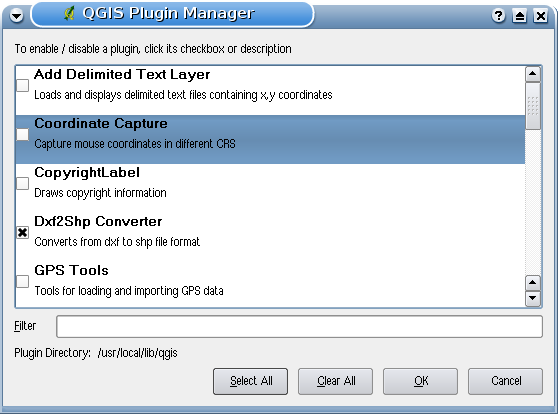 QGIS Plugin Manager
To enable / disable a plugin, click its checkbox or description
Add Delimited Text Layer
Loads and displays delimited text files containing x,y coordinates
Coordinate Capture
Capture mouse coordinates in different CRS
CopyrightLabel
Draws copyright information
Dxf2Shp Converter
Converts from dxf to shp file format
GPS Tools
Tools for loading and importing GPS data
Filter
Plugin Directory: /usr/local/lib/qgis
Select All Clear All OK Cancel